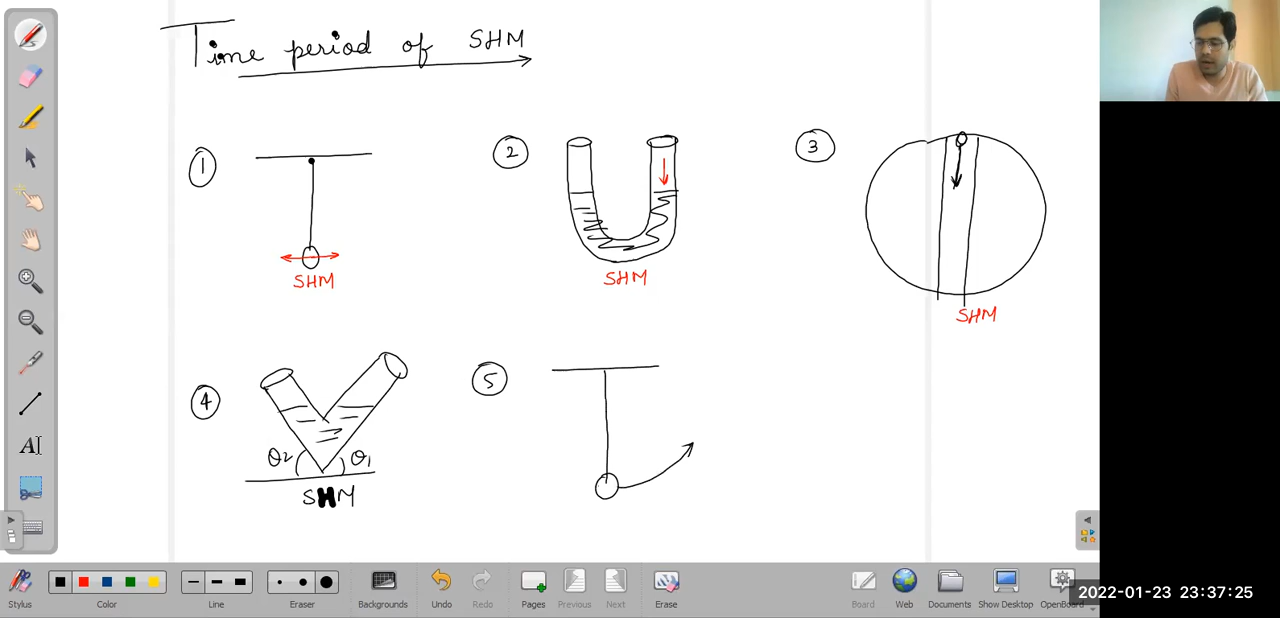 Time period of SHM
1
SHM
2
SHM
3
SHM
4
θ2
θ1
SHM
5
A
Stylus
Color
Line
Eraser
Backgrounds
Undo
Redo
Pages
Previous
Next
Erase
Board
Web
Documents
Show Desktop
OpenBoard
2022-01-23 23:37:25